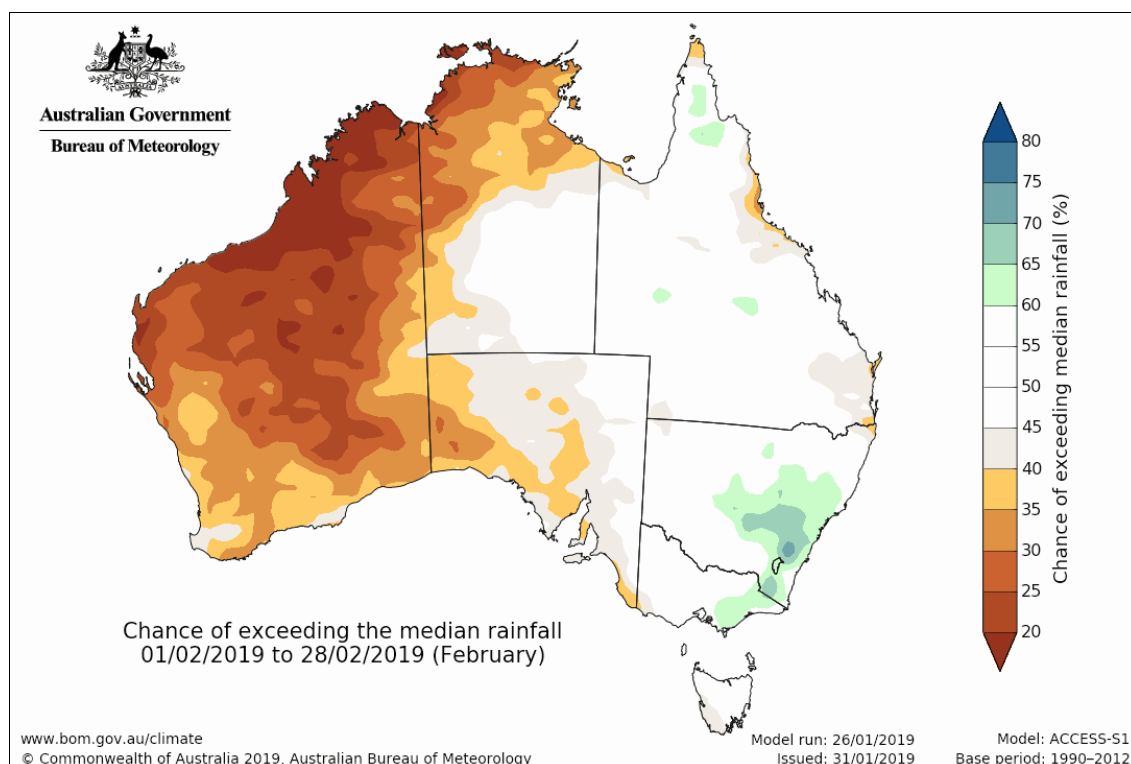 Australian Government
Bureau of Meteorology
80
75
70
65
60
55
50
45
40
35
30
25
20
Chance of exceeding median rainfall (%)
Chance of exceeding the median rainfall
01/02/2019 to 28/02/2019 (February)
www.bom.gov.au/climate
© Commonwealth of Australia 2019, Australian Bureau of Meteorology
Model run: 26/01/2019
Issued: 31/01/2019
Model: ACCESS-S1
Base period: 1990–2012